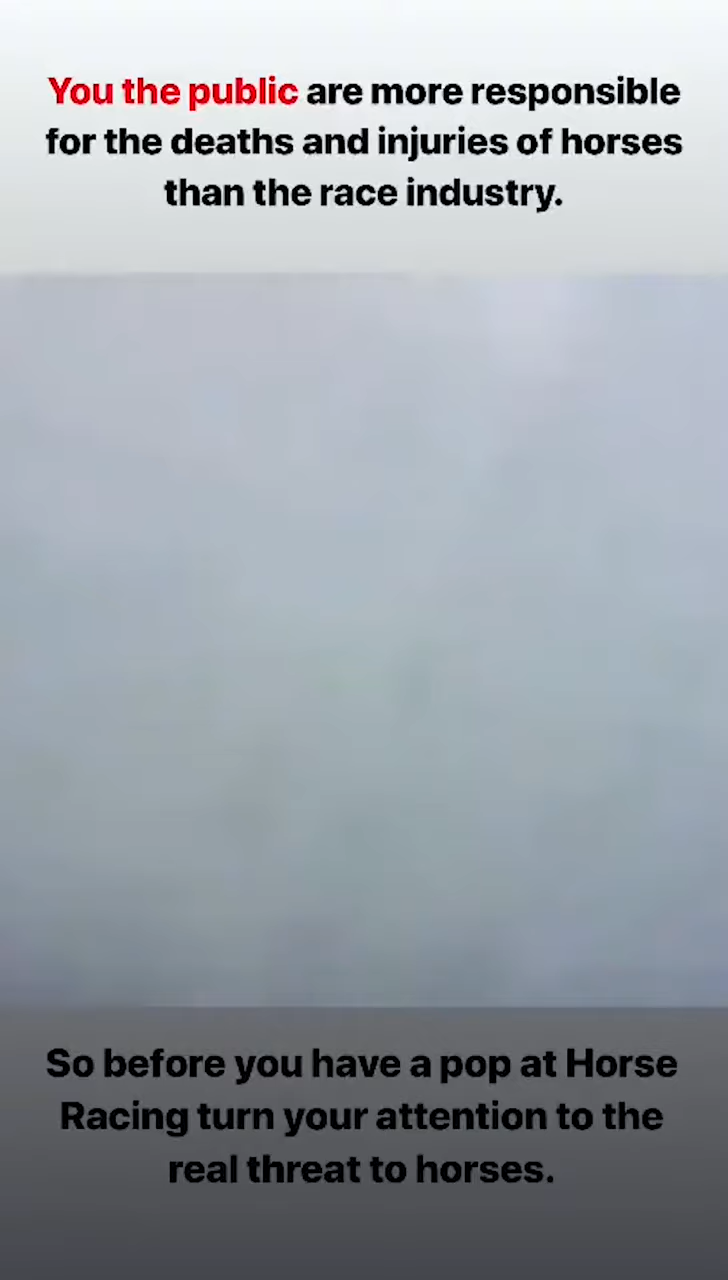 You the public are more responsible
for the deaths and injuries of horses
than the race industry.
So before you have a pop at Horse
Racing turn your attention to the
real threat to horses.